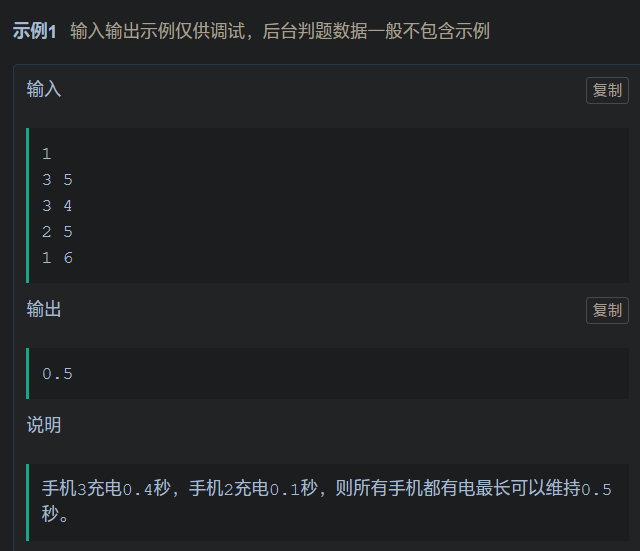 示例1 输入输出示例仅供调试，后台判题数据一般不包含示例
输入
复制
1
3 5
3 4
2 5
1 6
输出
复制
0.5
说明
手机3充电0.4秒，手机2充电0.1秒，则所有手机都有电最长可以维持0.5
秒。